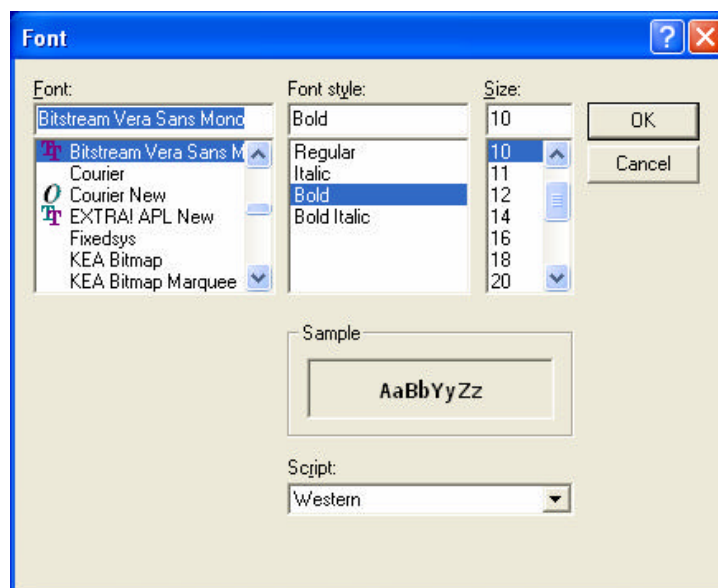 Font
Font:
Font style:
Size:
Bitstream Vera Sans Mono
Bold
10
OK
Cancel
Bitstream Vera Sans M
Courier
Courier New
EXTRA! APL New
Fixedsys
KEA Bitmap
KEA Bitmap Marquee
Regular
Italic
Bold
Bold Italic
10
11
12
14
16
18
20
Sample
AaBbYyZz
Script:
Western